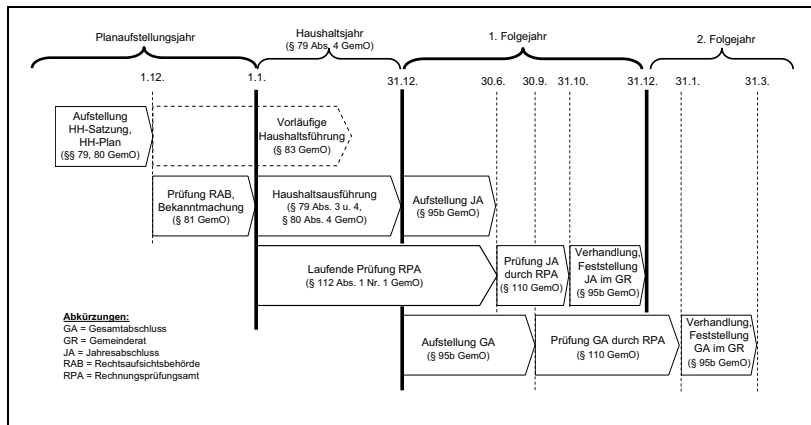 Planaufstellungsjahr
Haushaltsjahr
(§ 79 Abs. 4 GemO)
1. Folgejahr
2. Folgejahr
1.12.
1.1.
31.12.
30.6.
30.9.
31.10.
31.12.
31.1.
31.3.
Aufstellung
HH-Satzung,
HH-Plan
(§§ 79, 80 GemO)
Vorläufige
Haushaltsführung
(§ 83 GemO)
Prüfung RAB,
Bekanntmachung
(§ 81 GemO)
Haushaltsausführung
(§ 79 Abs. 3 u. 4,
§ 80 Abs. 4 GemO)
Aufstellung JA
(§ 95b GemO)
Laufende Prüfung RPA
(§ 112 Abs. 1 Nr. 1 GemO)
Prüfung JA
durch RPA
(§ 110 GemO)
Verhandlung,
Feststellung
JA im GR
(§ 95b GemO)
Abkürzungen:
GA = Gesamtabschluss
GR = Gemeinderat
JA = Jahresabschluss
RAB = Rechtsaufsichtsbehörde
RPA = Rechnungsprüfungsamt
Aufstellung GA
(§ 95b GemO)
Prüfung GA durch RPA
(§ 110 GemO)
Verhandlung,
Feststellung
GA im GR
(§ 95b GemO)